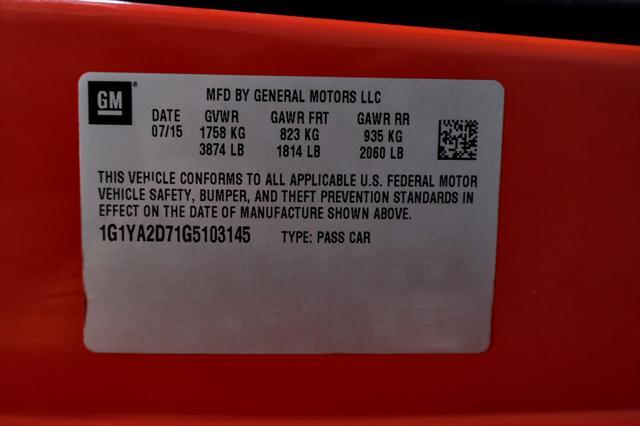 GM ®
MFD BY GENERAL MOTORS LLC
DATE GVWR GAWR FRT GAWR RR
07/15 1758 KG 823 KG 935 KG
3874 LB 1814 LB 2060 LB
THIS VEHICLE CONFORMS TO ALL APPLICABLE U.S. FEDERAL MOTOR
VEHICLE SAFETY, BUMPER, AND THEFT PREVENTION STANDARDS IN
EFFECT ON THE DATE OF MANUFACTURE SHOWN ABOVE.
1G1YA2D71G5103145 TYPE: PASS CAR